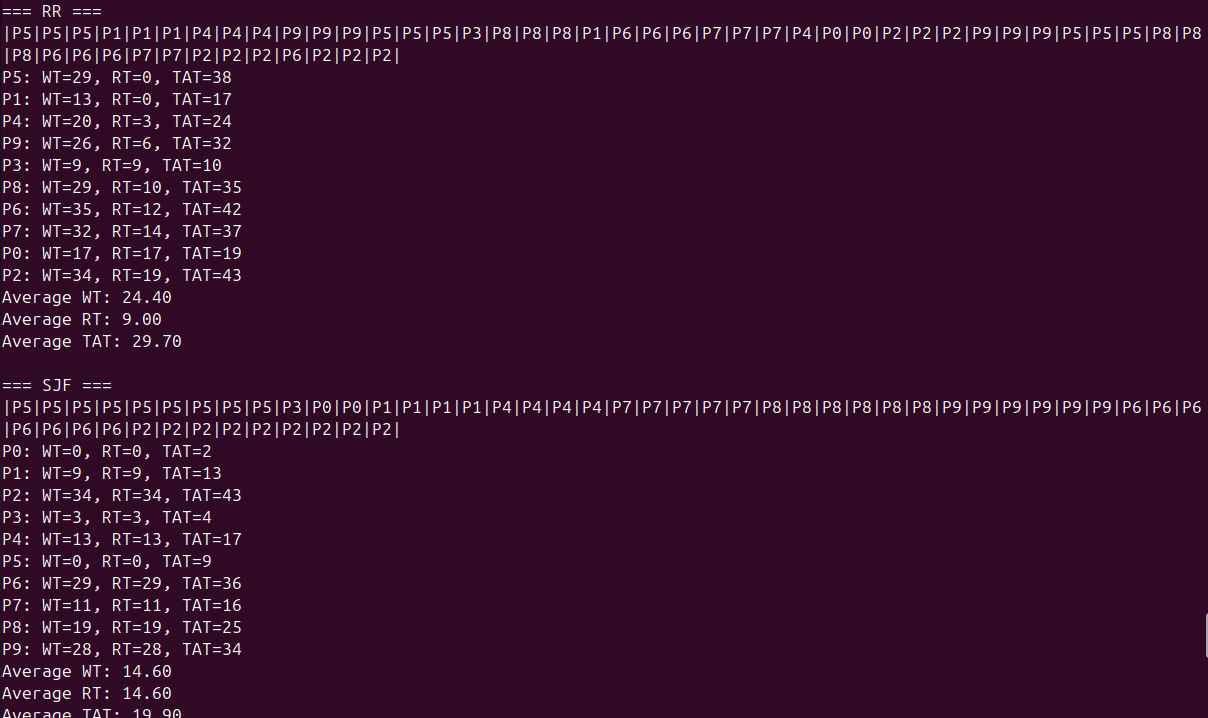 === RR ===
|P5|P5|P5|P1|P1|P1|P4|P4|P4|P9|P9|P9|P5|P5|P5|P3|P8|P8|P8|P1|P6|P6|P6|P7|P7|P7|P4|P0|P0|P2|P2|P2|P9|P9|P9|P5|P5|P5|P8|P8
|P8|P6|P6|P6|P7|P7|P2|P2|P2|P6|P2|P2|P2|
P5: WT=29, RT=0, TAT=38
P1: WT=13, RT=0, TAT=17
P4: WT=20, RT=3, TAT=24
P9: WT=26, RT=6, TAT=32
P3: WT=9, RT=9, TAT=10
P8: WT=29, RT=10, TAT=35
P6: WT=35, RT=12, TAT=42
P7: WT=32, RT=14, TAT=37
P0: WT=17, RT=17, TAT=19
P2: WT=34, RT=19, TAT=43
Average WT: 24.40
Average RT: 9.00
Average TAT: 29.70
=== SJF ===
|P5|P5|P5|P5|P5|P5|P5|P5|P5|P3|P0|P0|P1|P1|P1|P1|P4|P4|P4|P4|P7|P7|P7|P7|P7|P8|P8|P8|P8|P8|P8|P9|P9|P9|P9|P9|P9|P6|P6|P6
|P6|P6|P6|P6|P2|P2|P2|P2|P2|P2|P2|P2|P2|
P0: WT=0, RT=0, TAT=2
P1: WT=9, RT=9, TAT=13
P2: WT=34, RT=34, TAT=43
P3: WT=3, RT=3, TAT=4
P4: WT=13, RT=13, TAT=17
P5: WT=0, RT=0, TAT=9
P6: WT=29, RT=29, TAT=36
P7: WT=11, RT=11, TAT=16
P8: WT=19, RT=19, TAT=25
P9: WT=28, RT=28, TAT=34
Average WT: 14.60
Average RT: 14.60
Average TAT: 19.90